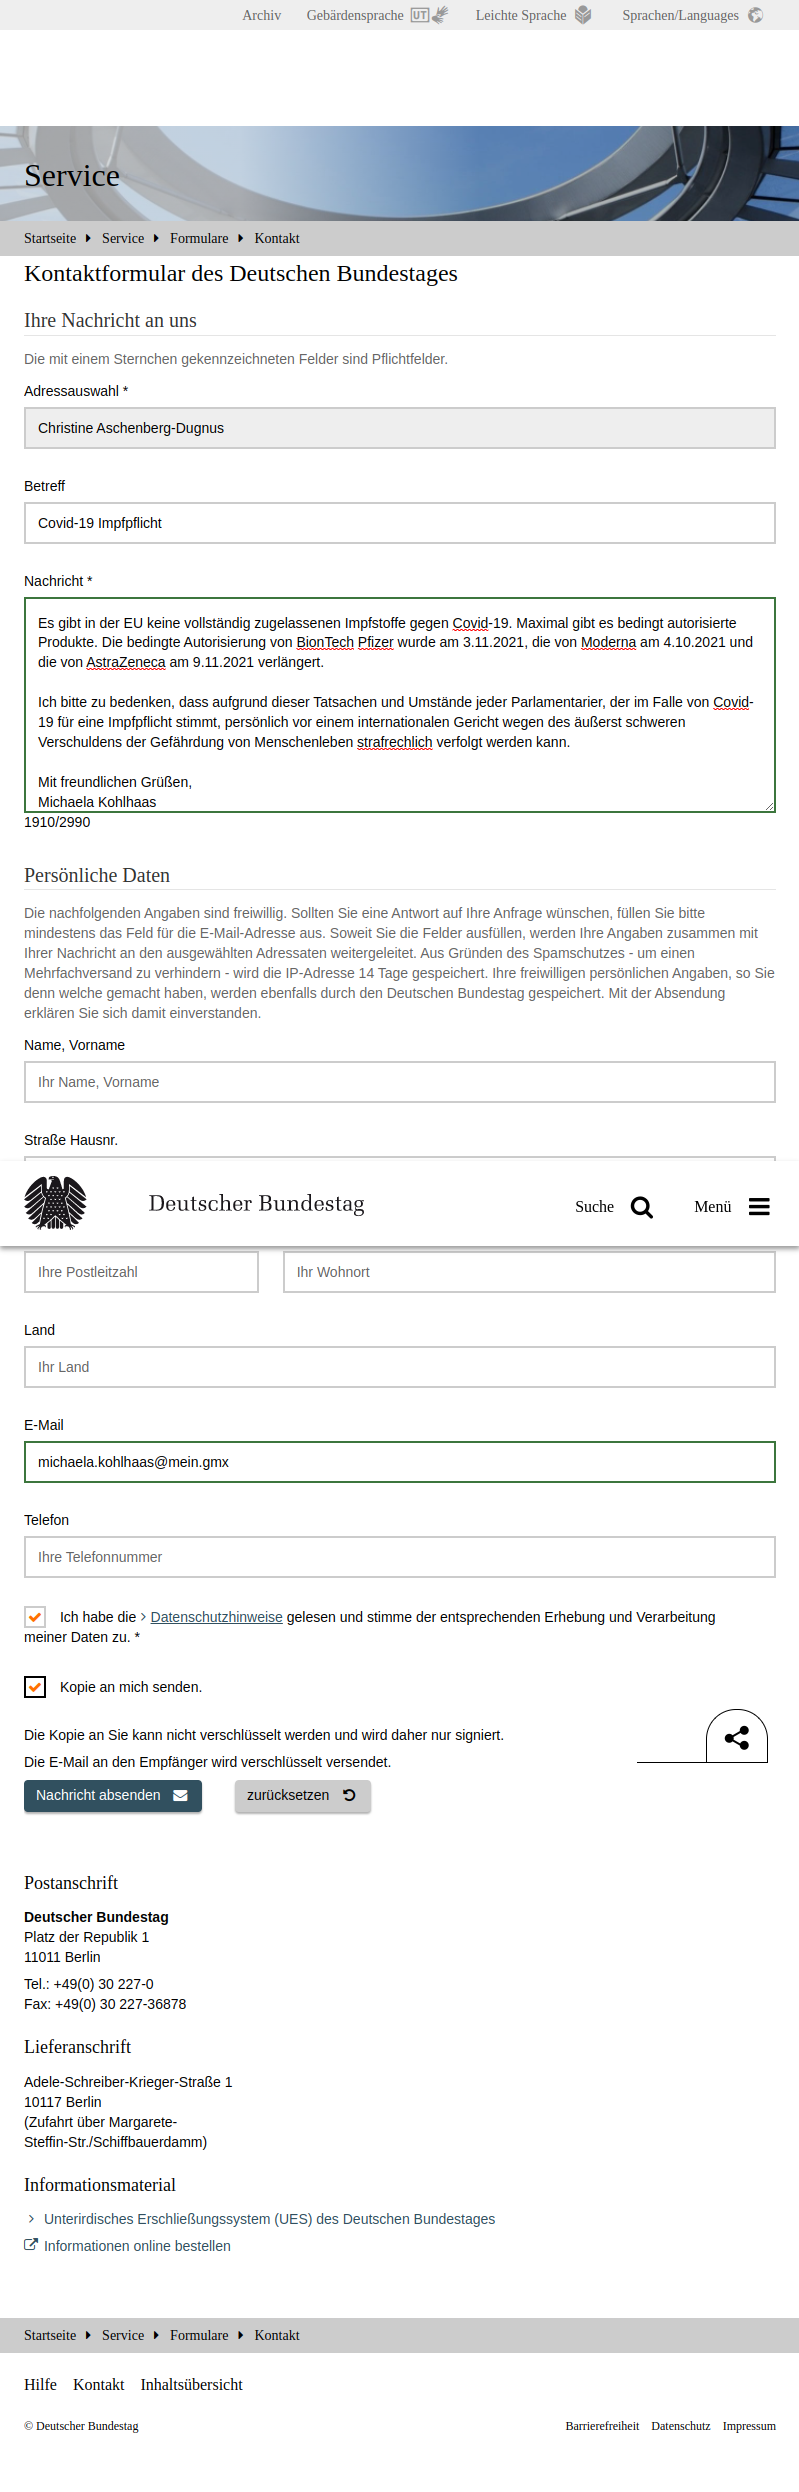 Archiv Gebärdensprache UT Leichte Sprache Sprachen/Languages
Service
Startseite Service Formulare Kontakt
Kontaktformular des Deutschen Bundestages
Ihre Nachricht an uns
Die mit einem Sternchen gekennzeichneten Felder sind Pflichtfelder.
Adressauswahl *
Christine Aschenberg-Dugnus
Betreff
Covid-19 Impfpflicht
Nachricht *
Es gibt in der EU keine vollständig zugelassenen Impfstoffe gegen Covid-19. Maximal gibt es bedingt autorisierte
Produkte. Die bedingte Autorisierung von BionTech Pfizer wurde am 3.11.2021, die von Moderna am 4.10.2021 und
die von AstraZeneca am 9.11.2021 verlängert.
Ich bitte zu bedenken, dass aufgrund dieser Tatsachen und Umstände jeder Parlamentarier, der im Falle von Covid-
19 für eine Impfpflicht stimmt, persönlich vor einem internationalen Gericht wegen des äußerst schweren
Verschuldens der Gefährdung von Menschenleben strafrechlich verfolgt werden kann.
Mit freundlichen Grüßen,
Michaela Kohlhaas
1910/2990
Persönliche Daten
Die nachfolgenden Angaben sind freiwillig. Sollten Sie eine Antwort auf Ihre Anfrage wünschen, füllen Sie bitte
mindestens das Feld für die E-Mail-Adresse aus. Soweit Sie die Felder ausfüllen, werden Ihre Angaben zusammen mit
Ihrer Nachricht an den ausgewählten Adressaten weitergeleitet. Aus Gründen des Spamschutzes - um einen
Mehrfachversand zu verhindern - wird die IP-Adresse 14 Tage gespeichert. Ihre freiwilligen persönlichen Angaben, so Sie
denn welche gemacht haben, werden ebenfalls durch den Deutschen Bundestag gespeichert. Mit der Absendung
erklären Sie sich damit einverstanden.
Name, Vorname
Ihr Name, Vorname
Straße Hausnr.
Deutscher Bundestag Suche Menü
Ihre Postleitzahl Ihr Wohnort
Land
Ihr Land
E-Mail
michaela.kohlhaas@mein.gmx
Telefon
Ihre Telefonnummer
Ich habe die Datenschutzhinweise gelesen und stimme der entsprechenden Erhebung und Verarbeitung
meiner Daten zu. *
Kopie an mich senden.
Die Kopie an Sie kann nicht verschlüsselt werden und wird daher nur signiert.
Die E-Mail an den Empfänger wird verschlüsselt versendet.
Nachricht absenden zurücksetzen
Postanschrift
Deutscher Bundestag
Platz der Republik 1
11011 Berlin
Tel.: +49(0) 30 227-0
Fax: +49(0) 30 227-36878
Lieferanschrift
Adele-Schreiber-Krieger-Straße 1
10117 Berlin
(Zufahrt über Margarete-
Steffin-Str./Schiffbauerdamm)
Informationsmaterial
Unterirdisches Erschließungssystem (UES) des Deutschen Bundestages
Informationen online bestellen
Startseite Service Formulare Kontakt
Hilfe Kontakt Inhaltsübersicht
© Deutscher Bundestag Barrierefreiheit Datenschutz Impressum